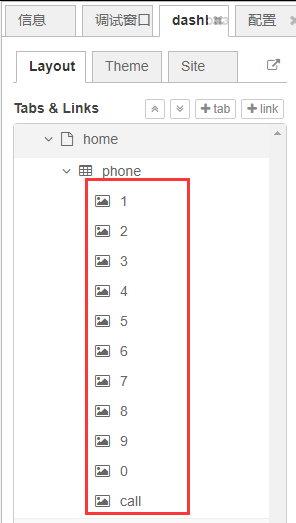 信息 调试窗口 dashb 配置
Layout Theme Site
Tabs & Links + tab + link
home
phone
1
2
3
4
5
6
7
8
9
0
call